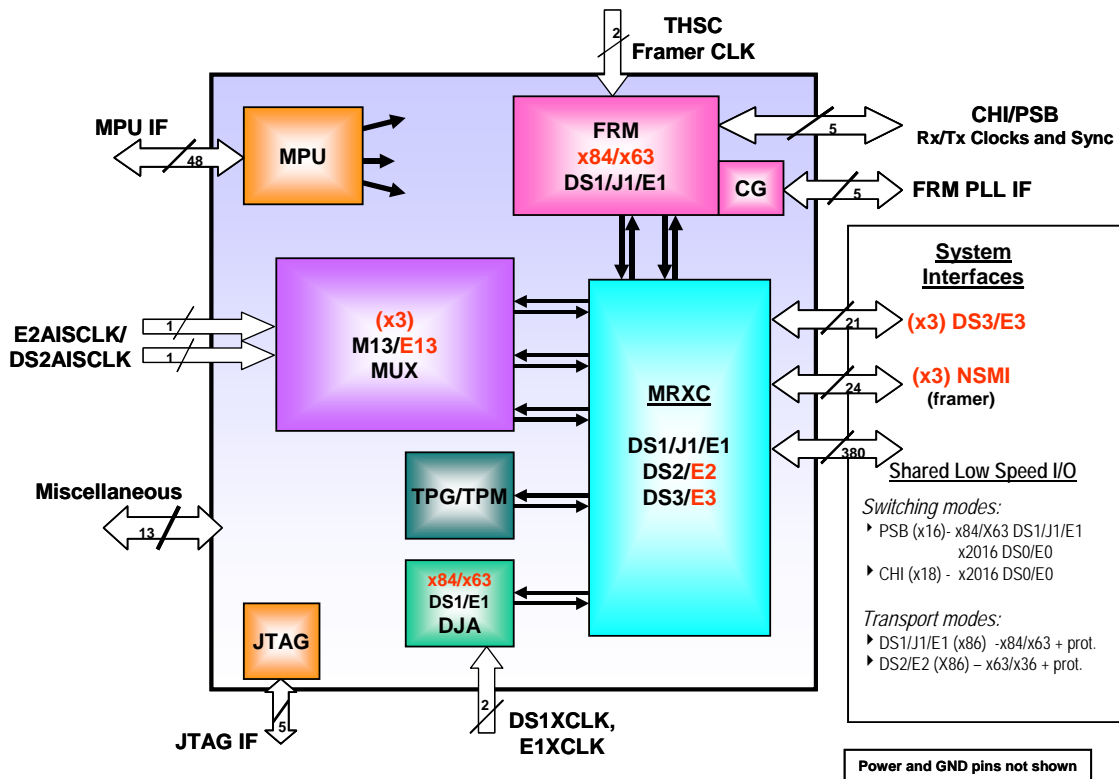 THSC
Framer CLK
2
MPU IF
48
MPU
FRM
x84/x63
DS1/J1/E1
CG
5
CHI/PSB
Rx/Tx Clocks and Sync
5
FRM PLL IF
E2AISCLK/
DS2AISCLK
1
1
(x3)
M13/E13
MUX
MRXC
DS1/J1/E1
DS2/E2
DS3/E3
TPG/TPM
x84/x63
DS1/E1
DJA
Miscellaneous
13
JTAG
5
JTAG IF
2
DS1XCLK,
E1XCLK
System
Interfaces
21
(x3) DS3/E3
24
(x3) NSMI
(framer)
380
Shared Low Speed I/O
Switching modes:
PSB (x16)- x84/X63 DS1/J1/E1
x2016 DS0/E0
CHI (x18) - x2016 DS0/E0
Transport modes:
DS1/J1/E1 (x86) -x84/x63 + prot.
DS2/E2 (X86) – x63/x36 + prot.
Power and GND pins not shown